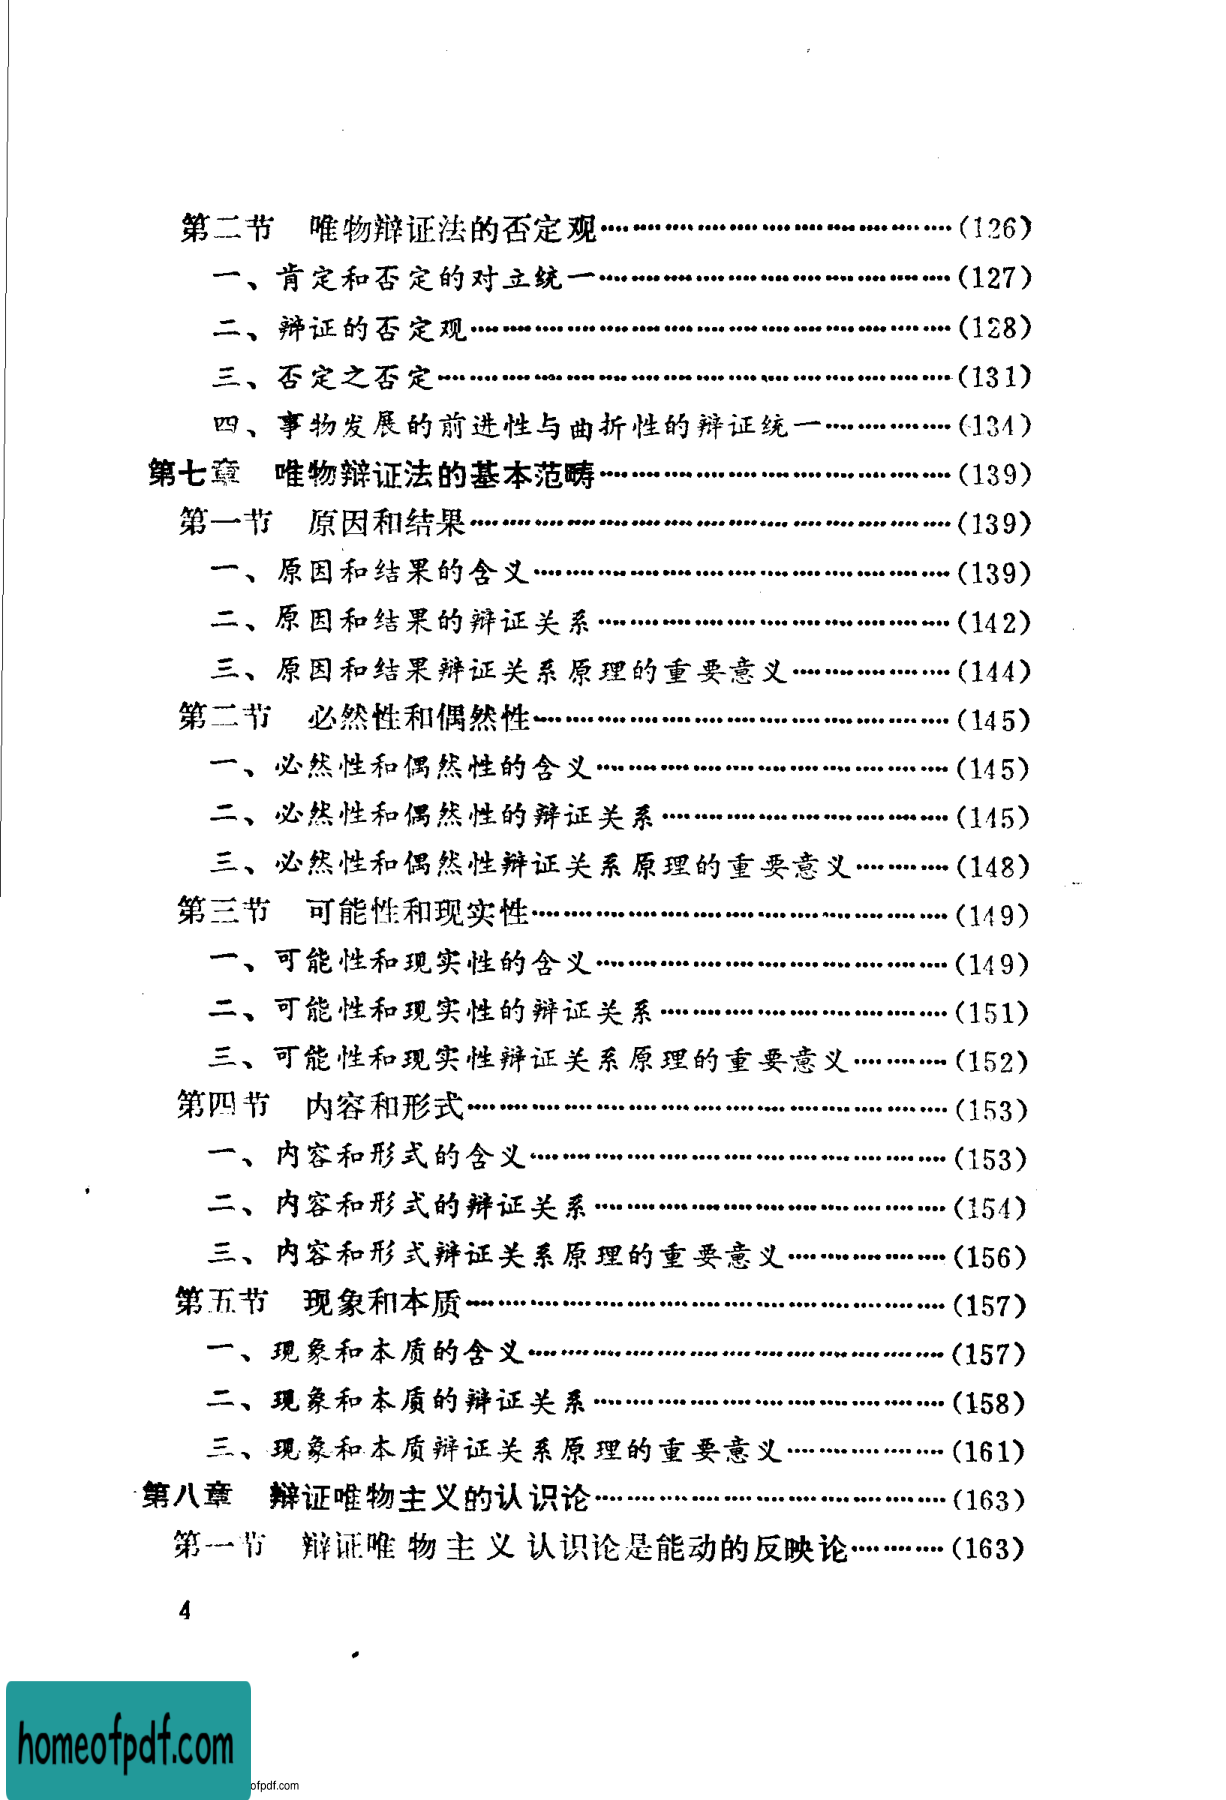 第二节　唯物辩证法的否定观……………………………(126)
一、肯定和否定的对立统一……………………………(127)
二、辩证的否定观………………………………………(128)
三、否定之否定…………………………………………(131)
四、事物发展的前进性与曲折性的辩证统一…………(134)
第七章　唯物辩证法的基本范畴……………………………(139)
第一节　原因和结果………………………………………(139)
一、原因和结果的含义…………………………………(139)
二、原因和结果的辩证关系……………………………(142)
三、原因和结果辩证关系原理的重要意义……………(144)
第二节　必然性和偶然性…………………………………(145)
一、必然性和偶然性的含义……………………………(145)
二、必然性和偶然性的辩证关系………………………(145)
三、必然性和偶然性辩证关系原理的重要意义………(148)
第三节　可能性和现实性…………………………………(149)
一、可能性和现实性的含义……………………………(149)
二、可能性和现实性的辩证关系………………………(151)
三、可能性和现实性辩证关系原理的重要意义………(152)
第四节　内容和形式………………………………………(153)
一、内容和形式的含义…………………………………(153)
二、内容和形式的辩证关系……………………………(154)
三、内容和形式辩证关系原理的重要意义……………(156)
第五节　现象和本质………………………………………(157)
一、现象和本质的含义…………………………………(157)
二、现象和本质的辩证关系……………………………(158)
三、现象和本质辩证关系原理的重要意义……………(161)
第八章　辩证唯物主义的认识论……………………………(163)
第一节　辩证唯物主义认识论是能动的反映论………(163)
4
homeofpdf.com
ofpdf.com